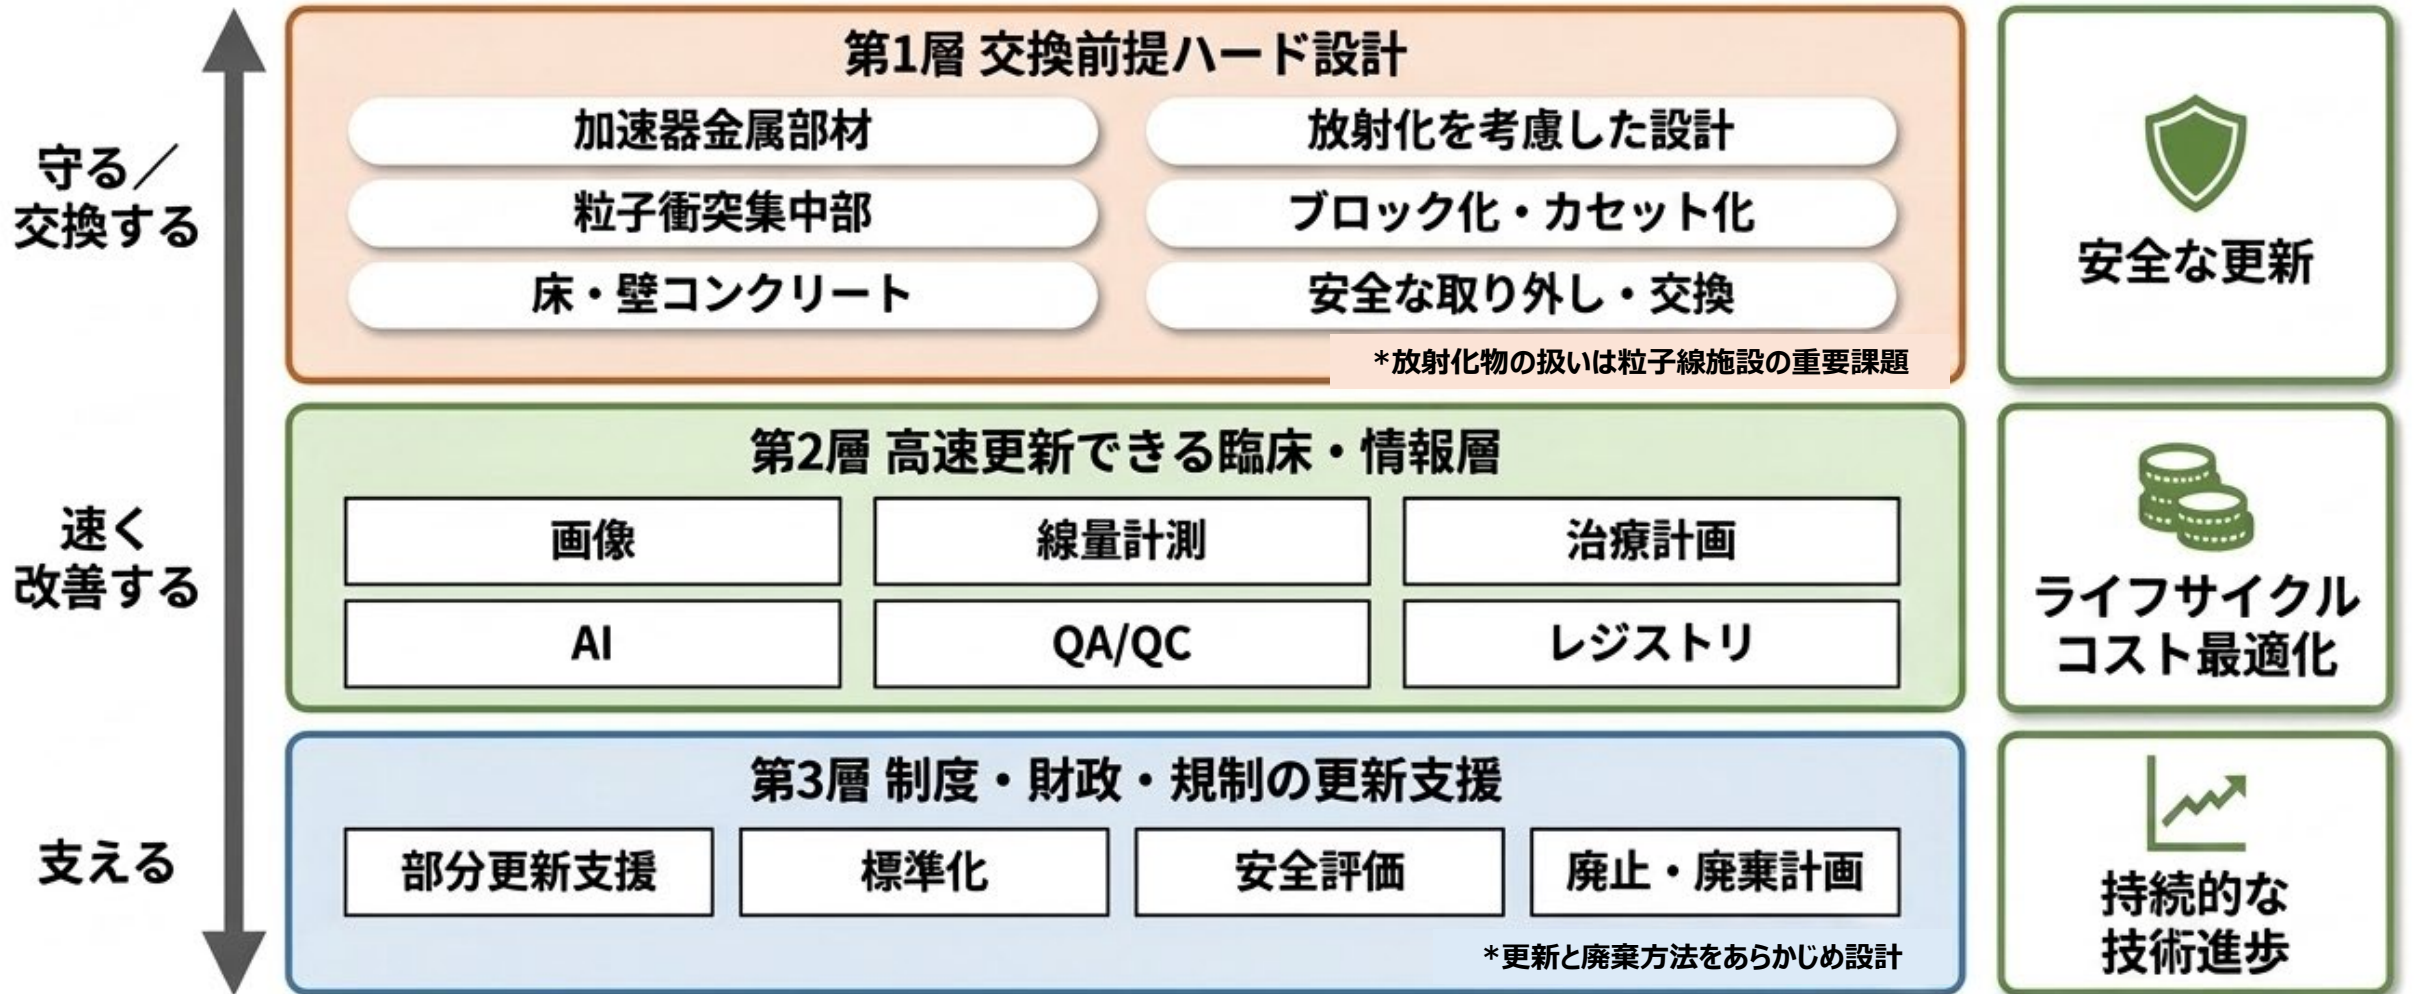 守る／
交換する
第1層 交換前提ハード設計
加速器金属部材
放射化を考慮した設計
粒子衝突集中部
ブロック化・カセット化
床・壁コンクリート
安全な取り外し・交換
*放射化物の扱いは粒子線施設の重要課題
安全な更新
速く
改善する
第2層 高速更新できる臨床・情報層
画像
線量計測
治療計画
AI
QA/QC
レジストリ
ライフサイクル
コスト最適化
支える
第3層 制度・財政・規制の更新支援
部分更新支援
標準化
安全評価
廃止・廃棄計画
*更新と廃棄方法をあらかじめ設計
持続的な
技術進歩